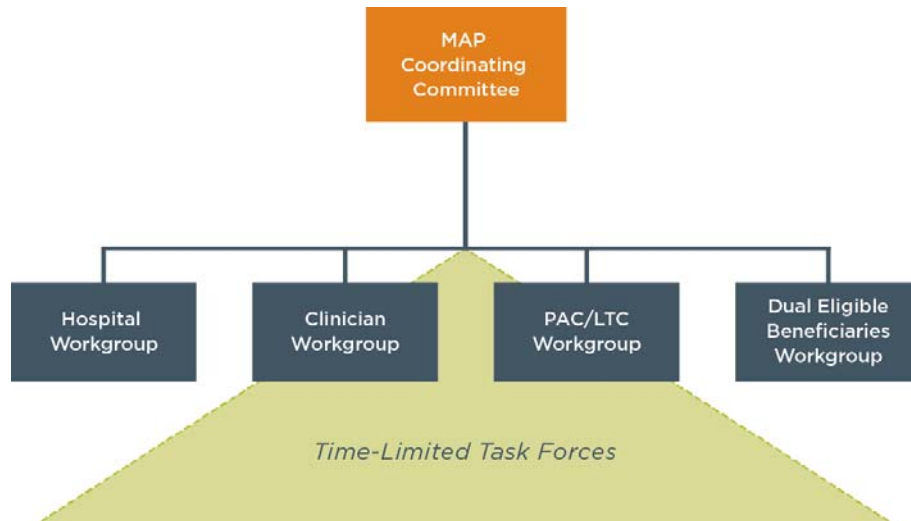 MAP
Coordinating
Committee
Hospital
Workgroup
Clinician
Workgroup
PAC/LTC
Workgroup
Dual Eligible
Beneficiaries
Workgroup
Time-Limited Task Forces